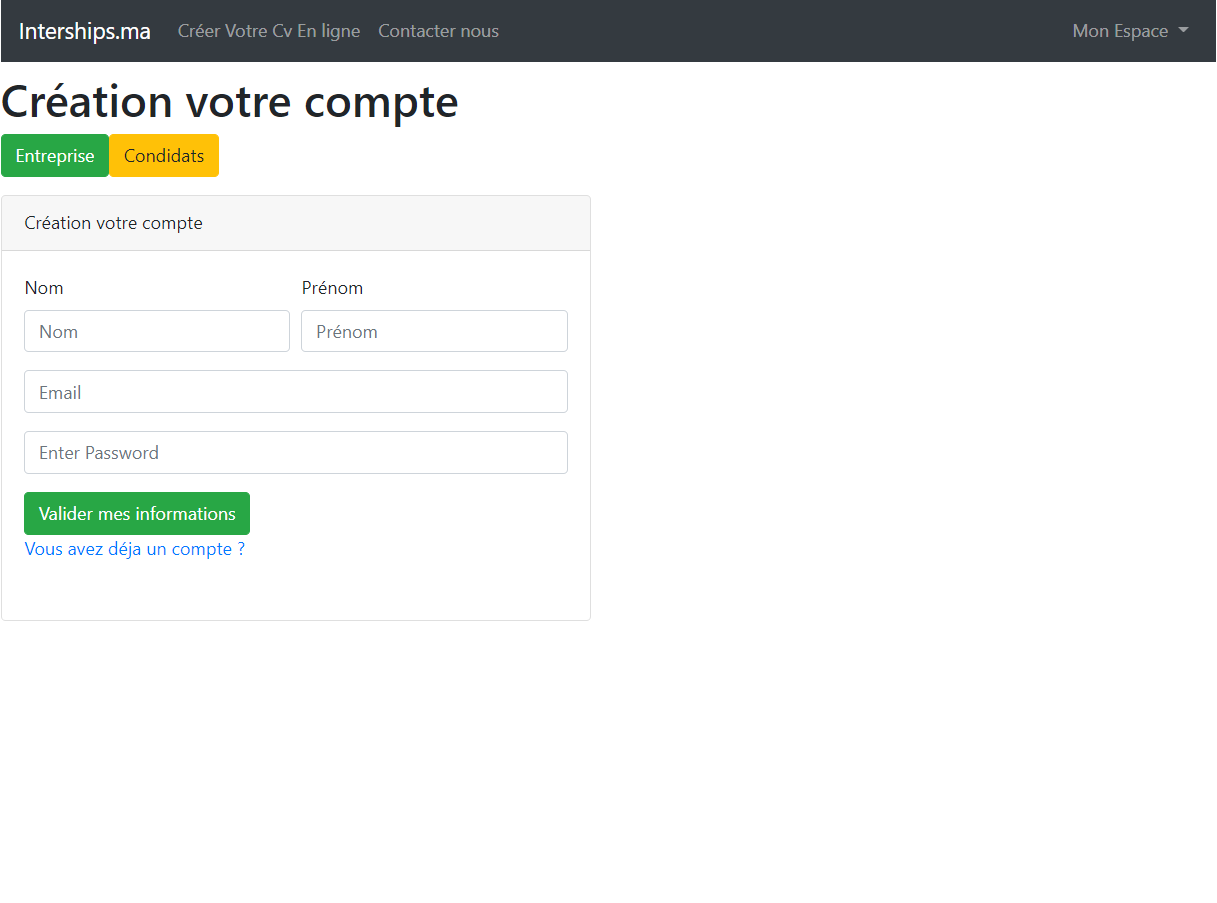 Interships.ma Créer Votre Cv En ligne Contacter nous Mon Espace
Création votre compte
Entreprise Condidats
Création votre compte
Nom Prénom
Nom Prénom
Email
Enter Password
Valider mes informations
Vous avez déja un compte ?